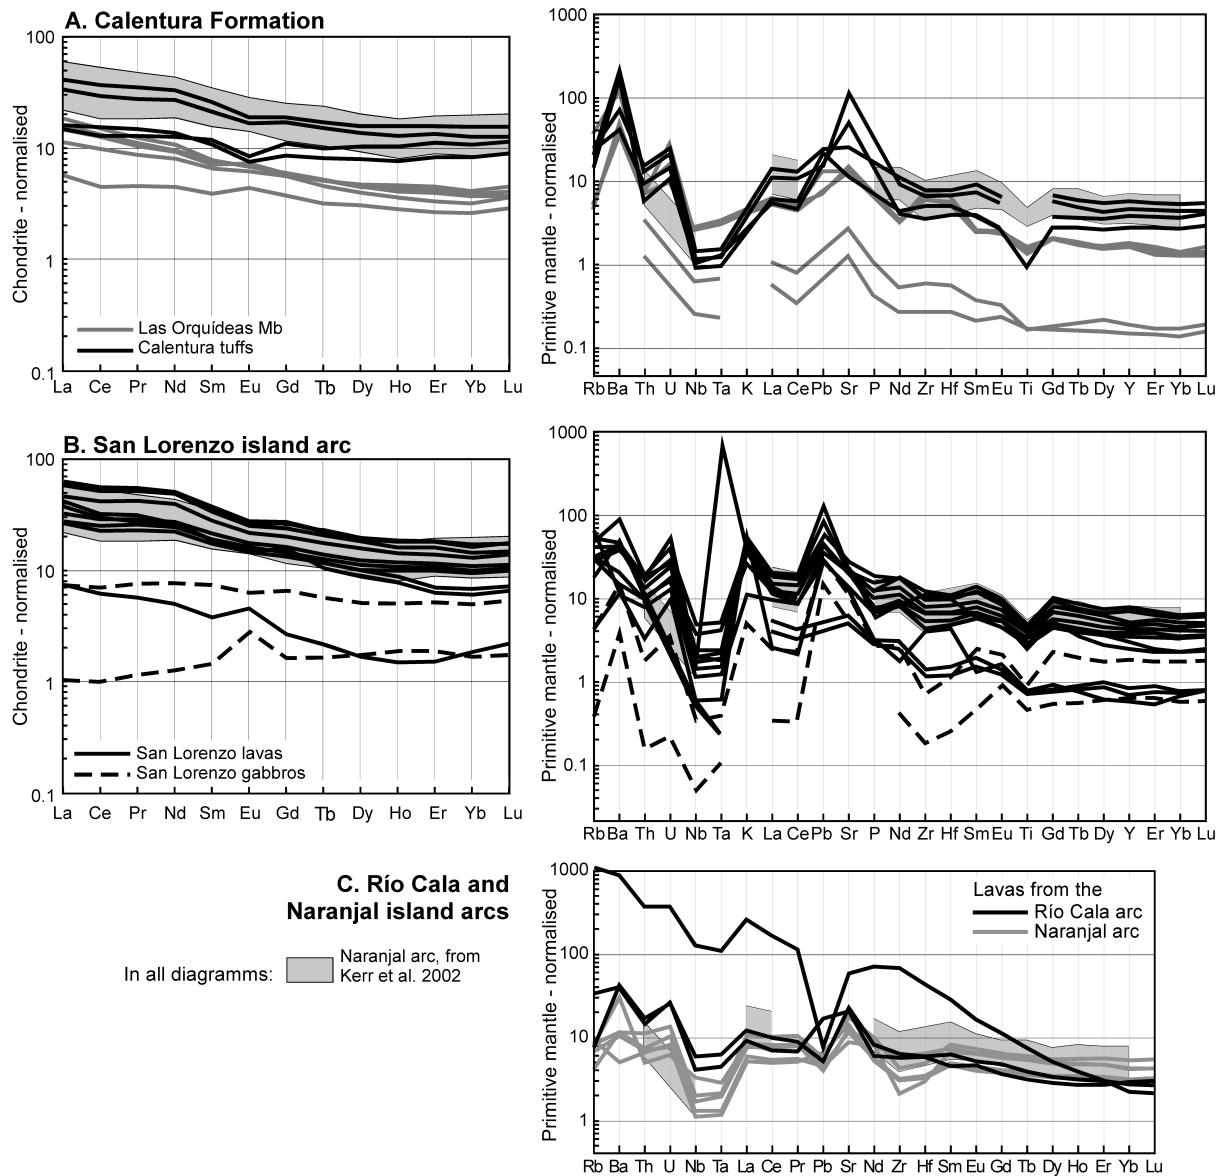 A. Calentura Formation
Chondrite - normalised
100
10
1
0.1
Las Orquídeas Mb
Calentura tuffs
La Ce Pr Nd Sm Eu Gd Tb Dy Ho Er Yb Lu
Primitive mantle - normalised
1000
100
10
1
0.1
Rb Ba Th U Nb Ta K La Ce Pb Sr P Nd Zr Hf Sm Eu Ti Gd Tb Dy Y Er Yb Lu
B. San Lorenzo island arc
Chondrite - normalised
100
10
1
0.1
San Lorenzo lavas
San Lorenzo gabbros
La Ce Pr Nd Sm Eu Gd Tb Dy Ho Er Yb Lu
Primitive mantle - normalised
1000
100
10
1
0.1
Rb Ba Th U Nb Ta K La Ce Pb Sr P Nd Zr Hf Sm Eu Ti Gd Tb Dy Y Er Yb Lu
C. Río Cala and
Naranjal island arcs
In all diagramms:
Naranjal arc, from
Kerr et al. 2002
Primitive mantle - normalised
1000
100
10
1
Lavas from the
Río Cala arc
Naranjal arc
Rb Ba Th U Nb Ta La Ce Pr Pb Sr Nd Zr Hf Sm Eu Gd Tb Dy Ho Er Yb Lu